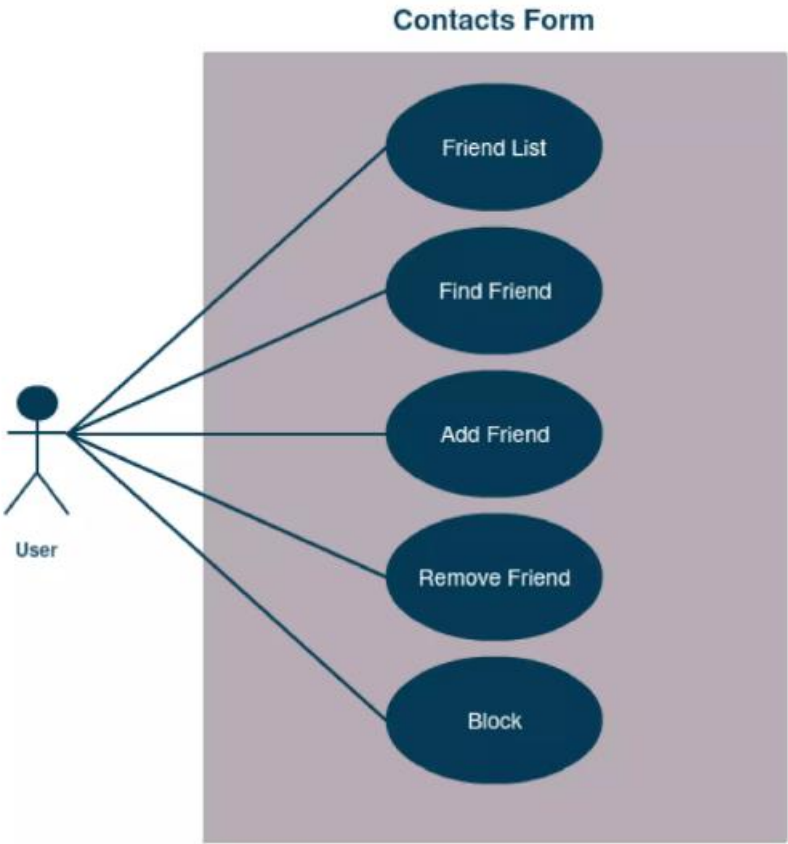 Contacts Form
Friend List
Find Friend
Add Friend
Remove Friend
User
Block